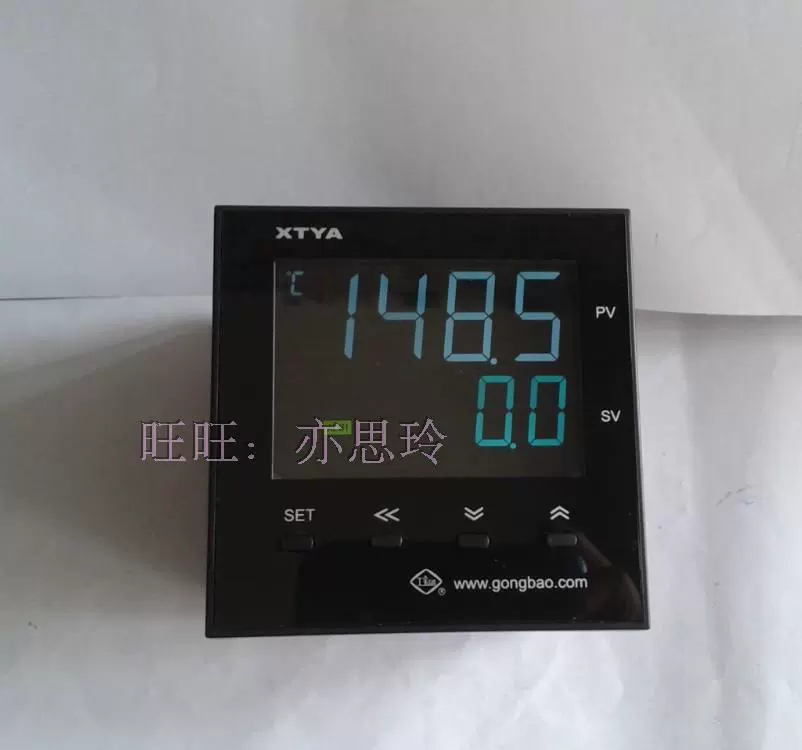 XTYA
℃ 148.5 PV
0.0 SV
旺旺：亦思玲
SET
www.gongbao.com